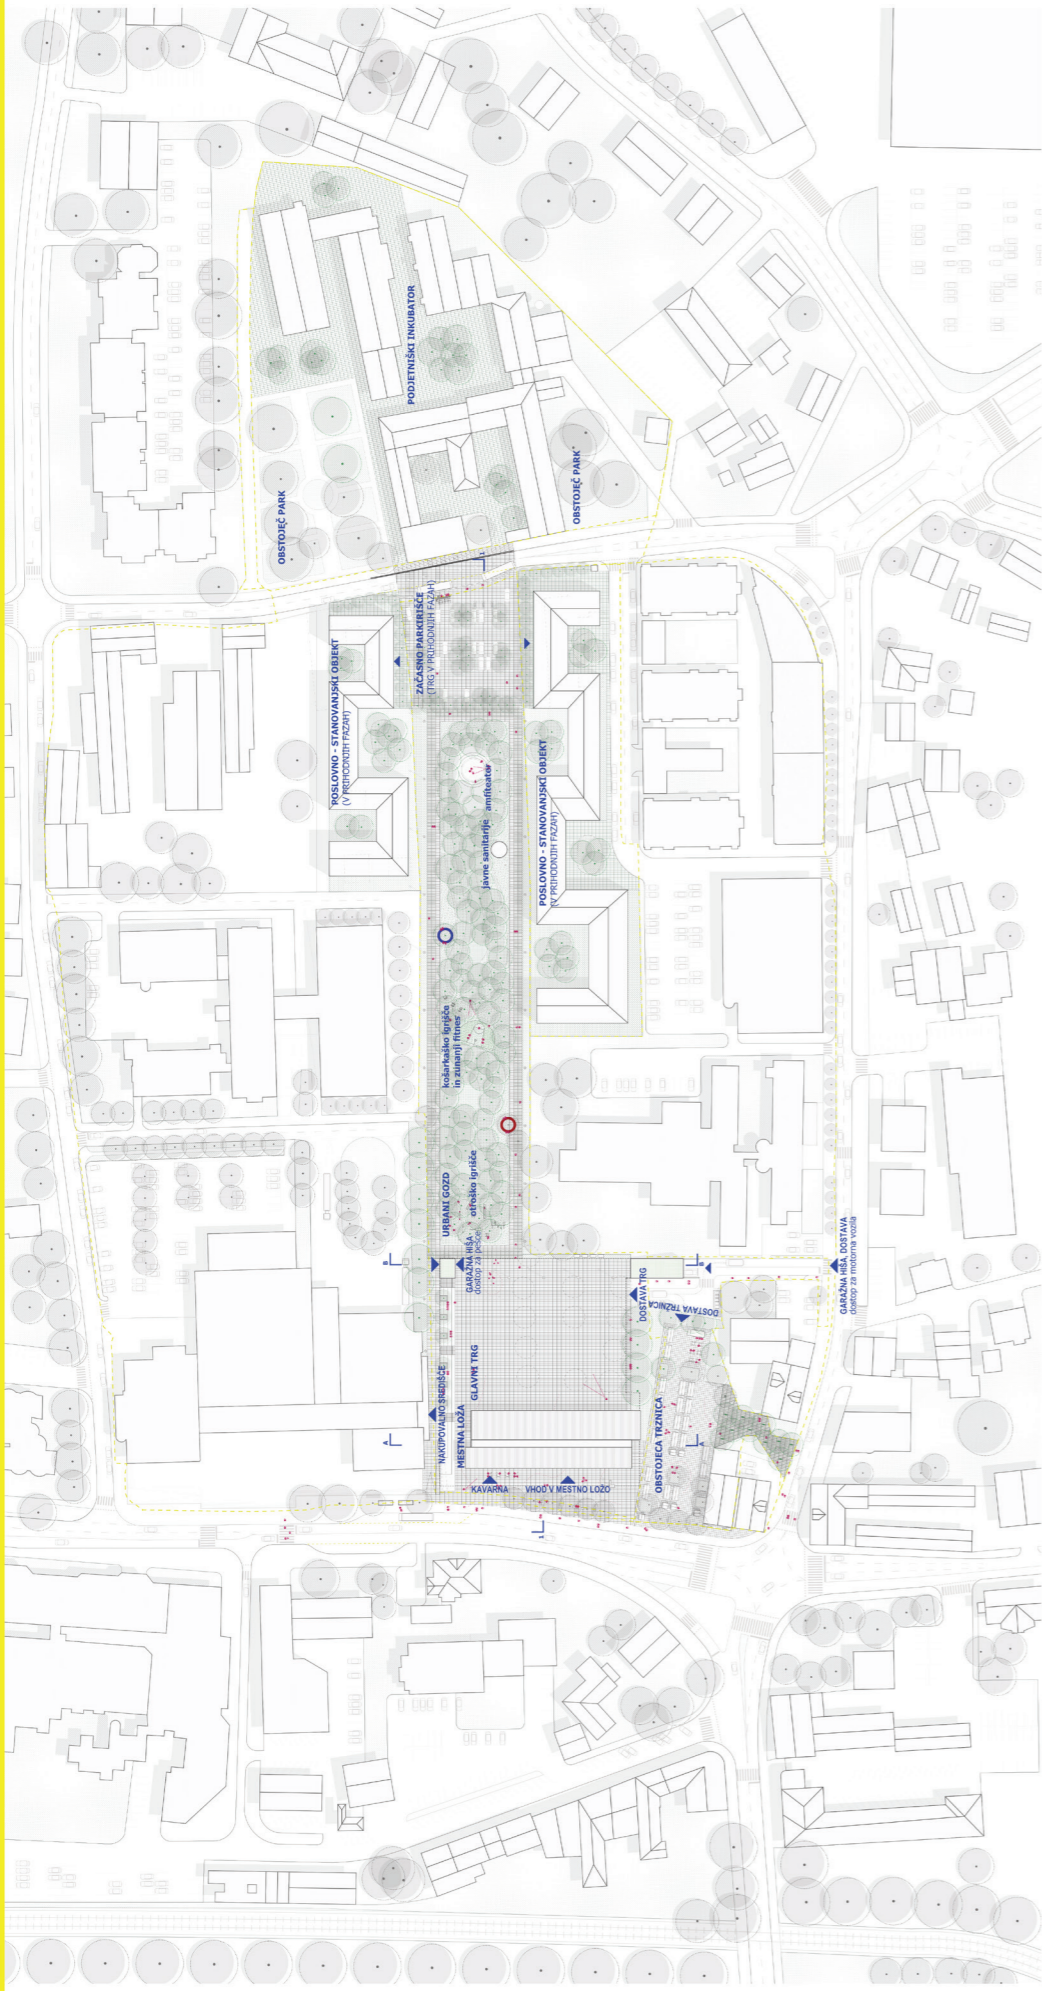 PODJETNIŠKI INKUBATOR
OBSTOJEČ PARK
OBSTOJEČ PARK
POSLOVNO - STANOVANJSKI OBJEKT
(V PRIHODNJIH FAZAH)
ZAČASNO PARKIRIŠČE
(TRG V PRIHODNJIH FAZAH)
1
POSLOVNO - STANOVANJSKI OBJEKT
(V PRIHODNJIH FAZAH)
javne sanitarije
amfiteater
košarkaško igrišče
in zunanji fitnes
URBANI GOZD
otroško igrišče
GARAŽNA HIŠA
dostop za pešce
B
B
GARAŽNA HIŠA, DOSTAVA
dostop za motorna vozila
DOSTAVA TRG
DOSTAVA TRŽNICA
NAKUPOVALNO SREDIŠČE
MESTNA LOŽA
GLAVNI TRG
OBSTOJEČA TRŽNICA
A
A
KAVARNA
VHOD V MESTNO LOŽO
1